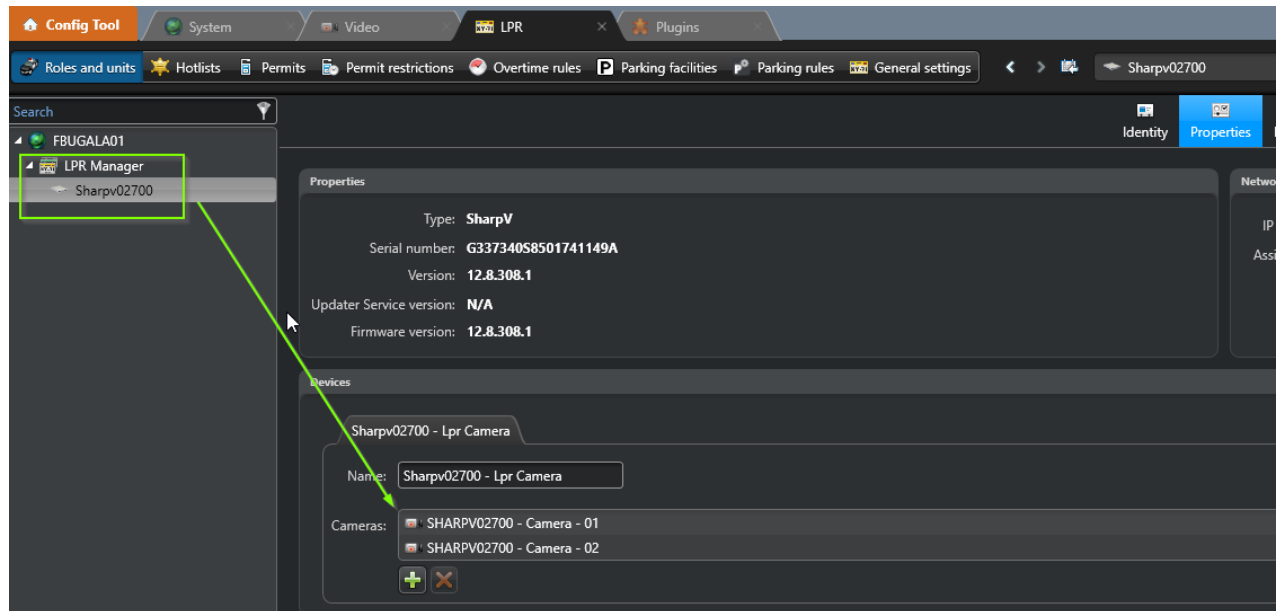 Config Tool System Video LPR Plugins
Roles and units Hotlists Permits Permit restrictions Overtime rules Parking facilities Parking rules General settings Sharpv02700
Search
Identity Properties
FBUGALA01
LPR Manager
Sharpv02700
Properties Netwo
Type: SharpV
IP
Serial number: G337340S8501741149A
Assi
Version: 12.8.308.1
Updater Service version: N/A
Firmware version: 12.8.308.1
Devices
Sharpv02700 - Lpr Camera
Name: Sharpv02700 - Lpr Camera
Cameras: SHARPV02700 - Camera - 01
SHARPV02700 - Camera - 02